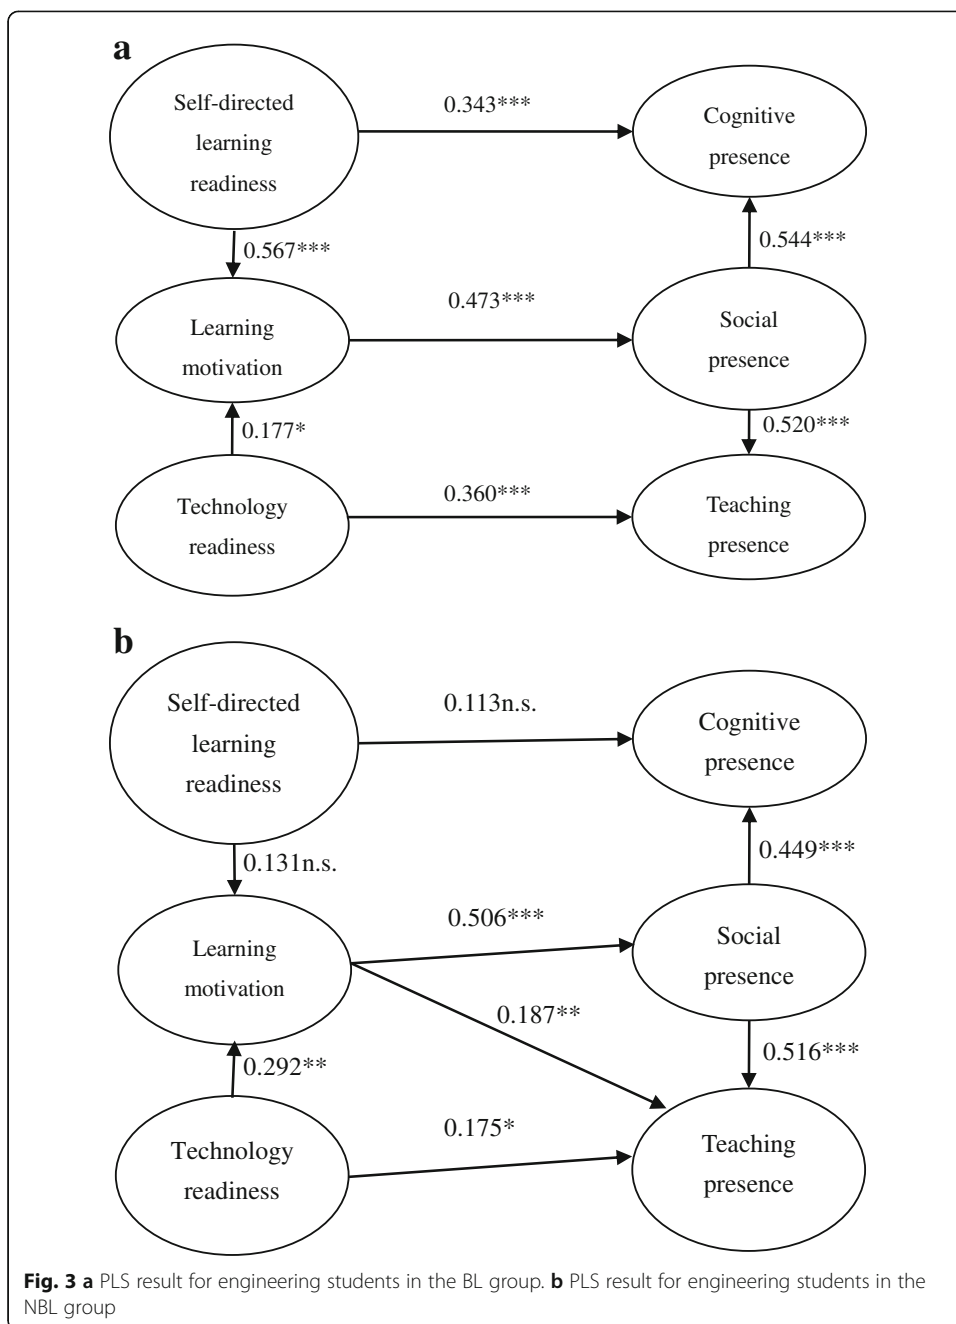 a
Self-directed
learning
readiness
0.343***
Cognitive
presence
0.567***
0.544***
Learning
motivation
0.473***
Social
presence
0.177*
0.520***
Technology
readiness
0.360***
Teaching
presence
b
Self-directed
learning
readiness
0.113n.s.
Cognitive
presence
0.131n.s.
0.449***
Learning
motivation
0.506***
Social
presence
0.187**
0.292**
0.516***
Technology
readiness
0.175*
Teaching
presence
Fig. 3 a PLS result for engineering students in the BL group. b PLS result for engineering students in the
NBL group